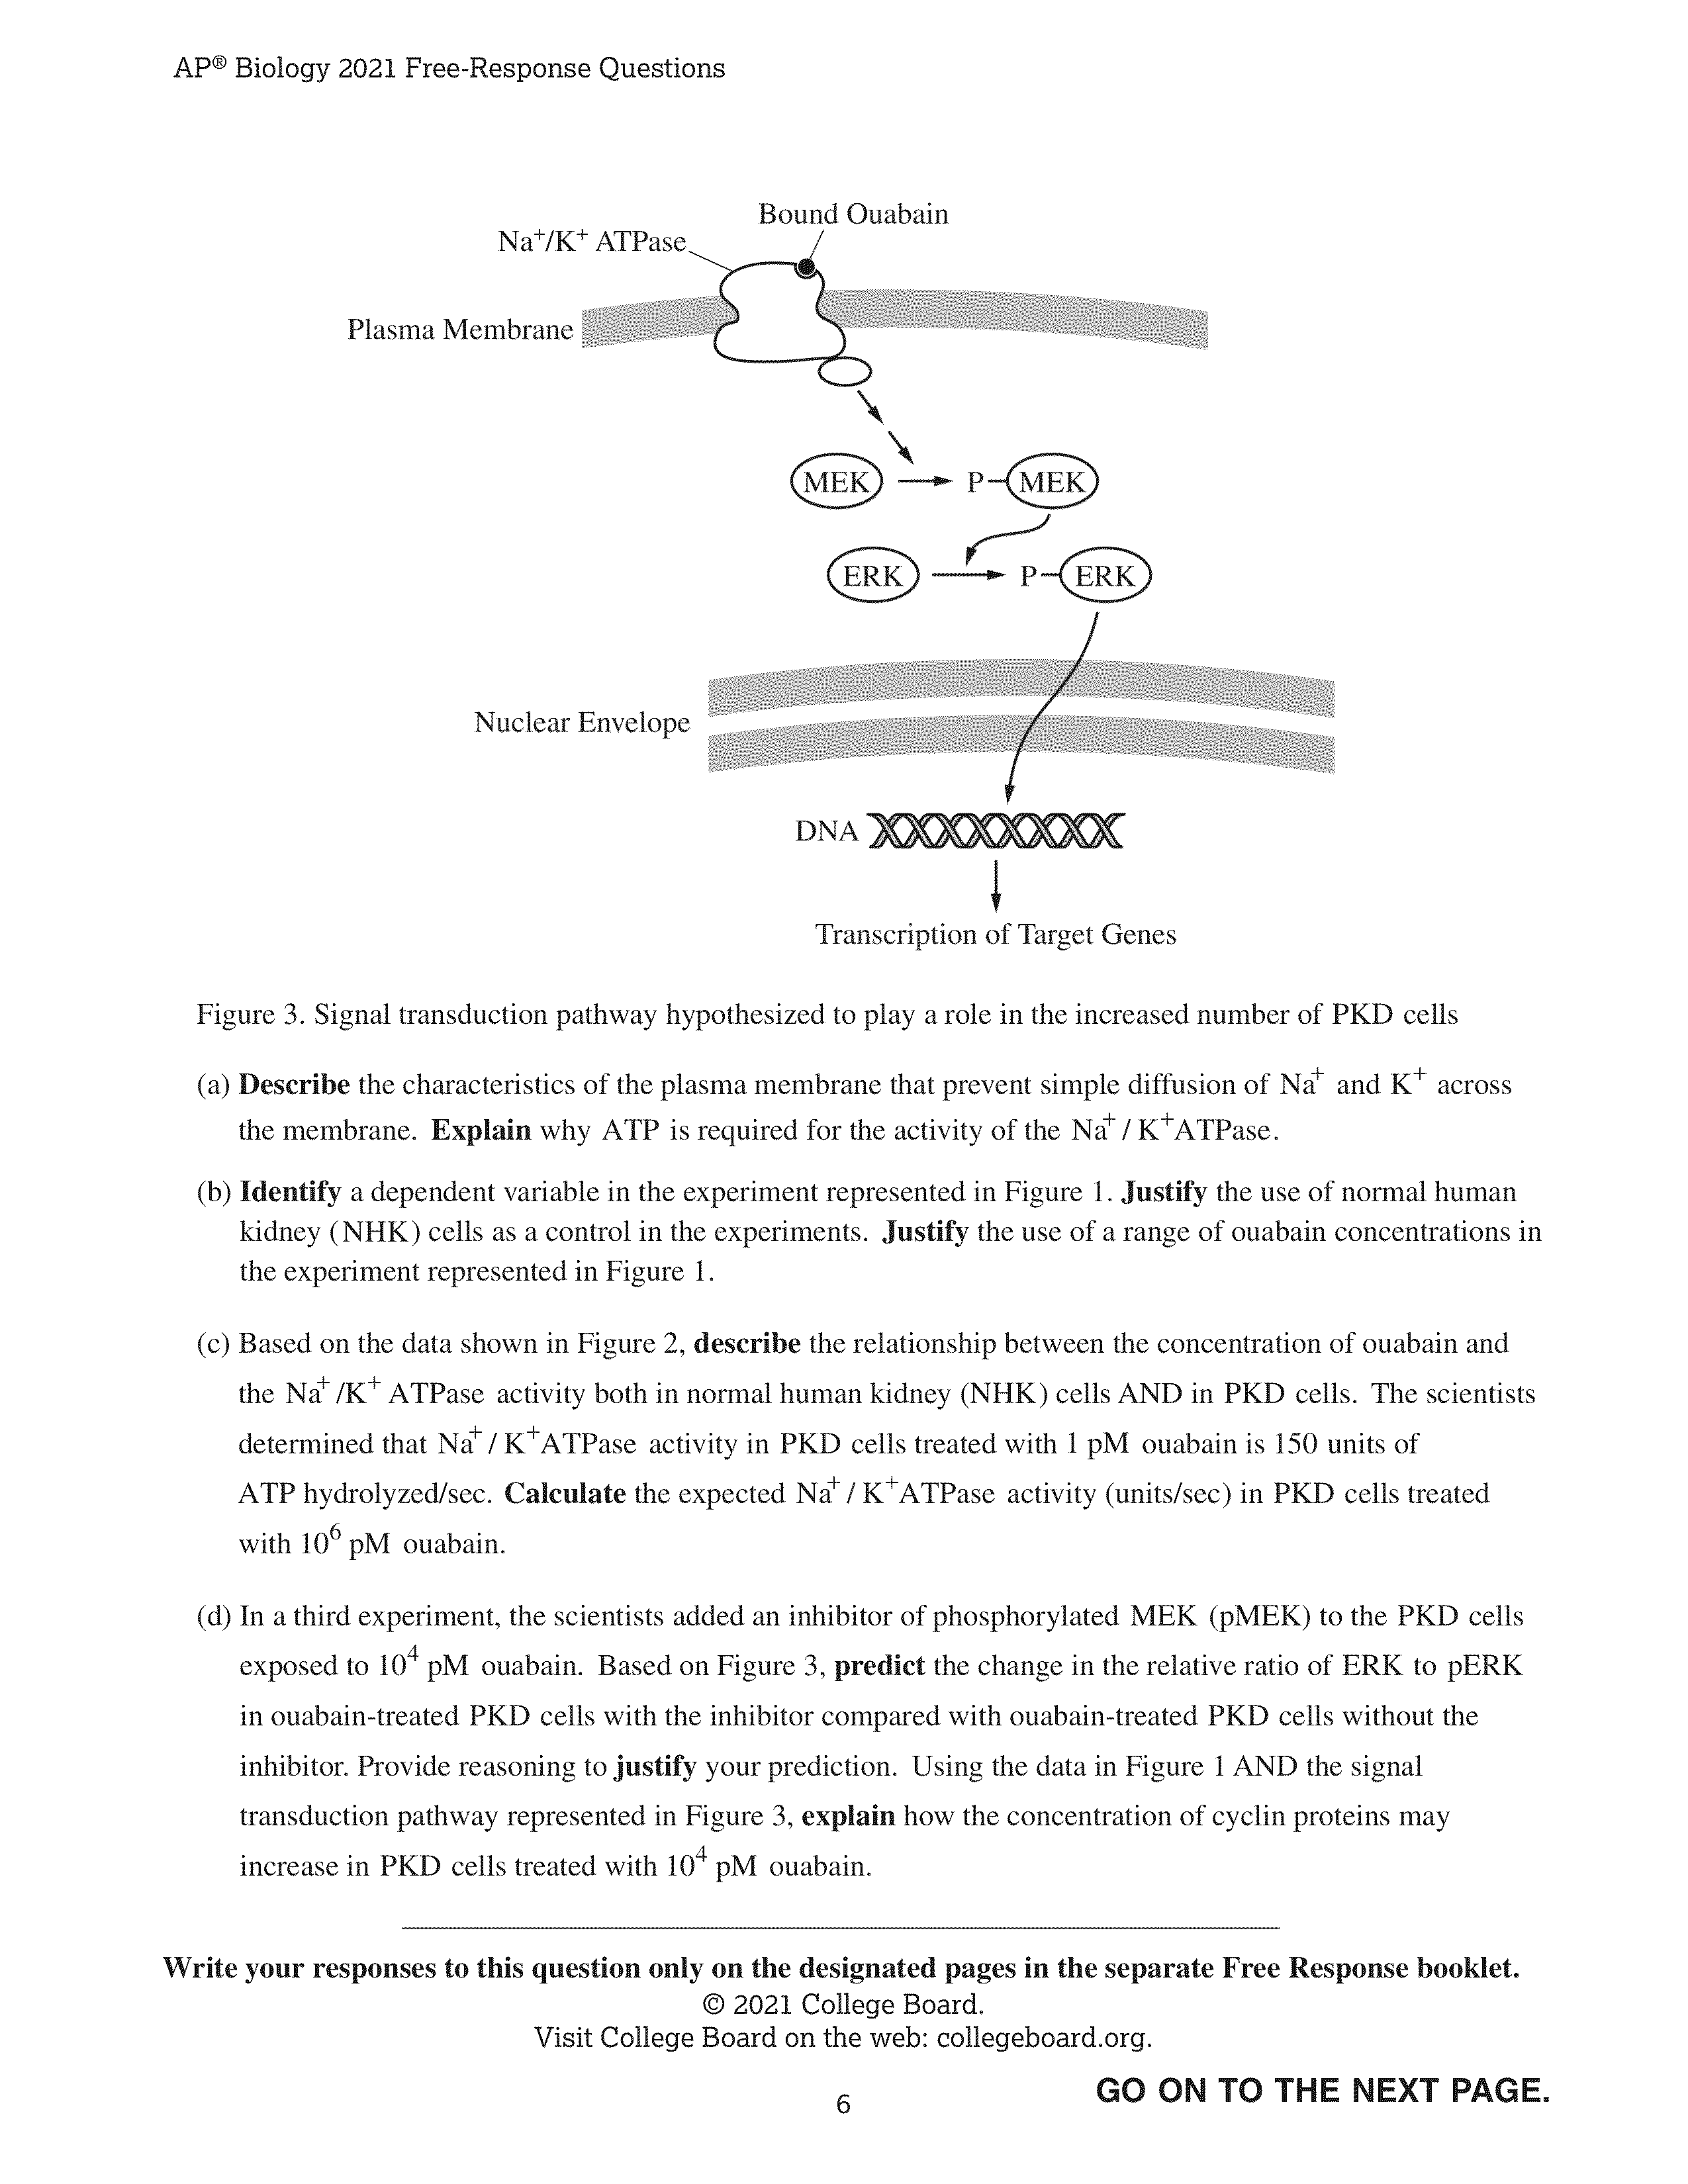 AP® Biology 2021 Free-Response Questions
Bound Ouabain
Na⁺/K⁺ ATPase
Plasma Membrane
MEK P MEK
ERK P ERK
Nuclear Envelope
DNA
Transcription of Target Genes
Figure 3. Signal transduction pathway hypothesized to play a role in the increased number of PKD cells
(a) Describe the characteristics of the plasma membrane that prevent simple diffusion of Na⁺ and K⁺ across
the membrane. Explain why ATP is required for the activity of the Na⁺ / K⁺ATPase.
(b) Identify a dependent variable in the experiment represented in Figure 1. Justify the use of normal human
kidney (NHK) cells as a control in the experiments. Justify the use of a range of ouabain concentrations in
the experiment represented in Figure 1.
(c) Based on the data shown in Figure 2, describe the relationship between the concentration of ouabain and
the Na⁺ /K⁺ ATPase activity both in normal human kidney (NHK) cells AND in PKD cells. The scientists
determined that Na⁺ / K⁺ATPase activity in PKD cells treated with 1 pM ouabain is 150 units of
ATP hydrolyzed/sec. Calculate the expected Na⁺ / K⁺ATPase activity (units/sec) in PKD cells treated
with 10⁶ pM ouabain.
(d) In a third experiment, the scientists added an inhibitor of phosphorylated MEK (pMEK) to the PKD cells
exposed to 10⁴ pM ouabain. Based on Figure 3, predict the change in the relative ratio of ERK to pERK
in ouabain-treated PKD cells with the inhibitor compared with ouabain-treated PKD cells without the
inhibitor. Provide reasoning to justify your prediction. Using the data in Figure 1 AND the signal
transduction pathway represented in Figure 3, explain how the concentration of cyclin proteins may
increase in PKD cells treated with 10⁴ pM ouabain.
Write your responses to this question only on the designated pages in the separate Free Response booklet.
© 2021 College Board.
Visit College Board on the web: collegeboard.org.
GO ON TO THE NEXT PAGE.
6